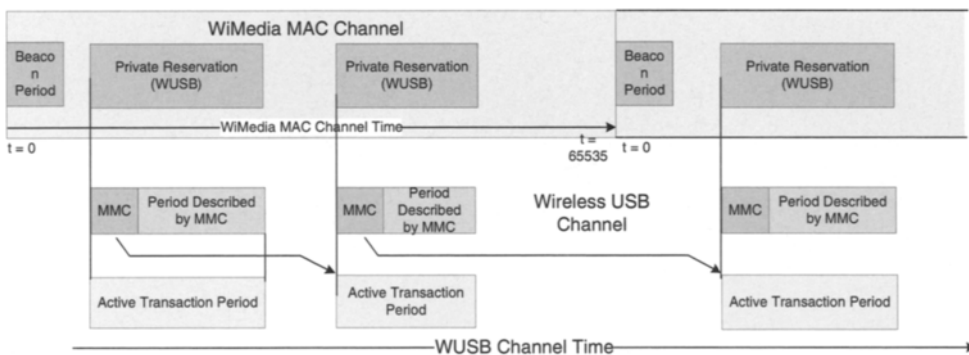 WiMedia MAC Channel
Beaco
n
Period
Private Reservation
(WUSB)
Private Reservation
(WUSB)
Beaco
n
Period
Private Reservation
(WUSB)
WiMedia MAC Channel Time
t = 0
t =
65535
t = 0
MMC
Period Described
by MMC
MMC
Period
Described
by MMC
Wireless USB
Channel
MMC
Period Described
by MMC
Active Transaction Period
Active Transaction
Period
Active Transaction Period
WUSB Channel Time